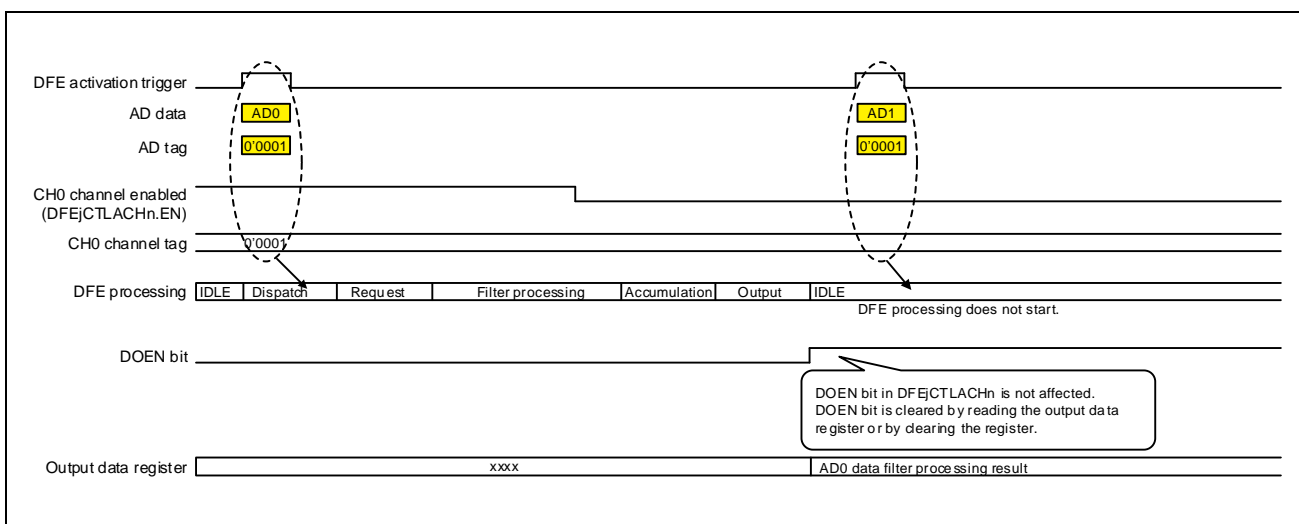 DFE activation trigger
AD data
AD0
AD1
AD tag
0'0001
0'0001
CH0 channel enabled
(DFEjCTLACHn.EN)
CH0 channel tag
0'0001
DFE processing
IDLE
Dispatch
Request
Filter processing
Accumulation
Output
IDLE
DFE processing does not start.
DOEN bit
DOEN bit in DFEjCTLACHn is not affected.
DOEN bit is cleared by reading the output data
register or by clearing the register.
Output data register
xxxx
AD0 data filter processing result